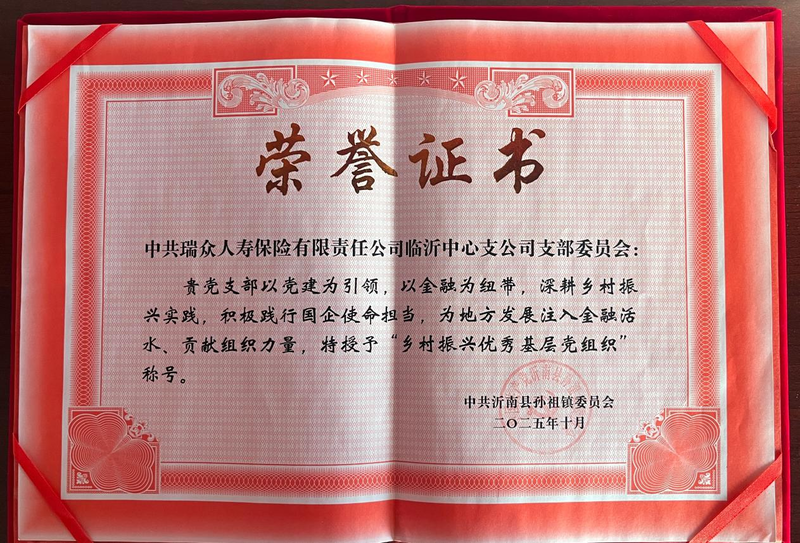 荣誉证书
中共瑞众人寿保险有限责任公司临沂中心支公司支部委员会：
贵党支部以党建为引领，以金融为纽带，深耕乡村振
兴实践，积极践行国企使命担当，为地方发展注入金融活
水、贡献组织力量，特授予“乡村振兴优秀基层党组织”
称号。
中共沂南县孙祖镇委员会
二〇二五年十月